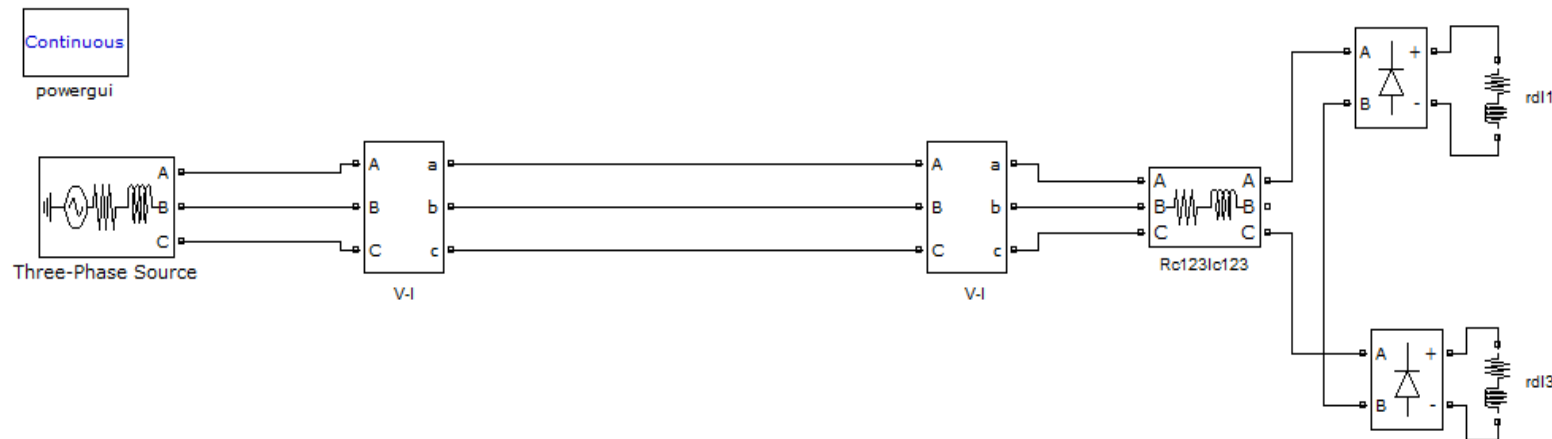 Continuous
powergui
A
B
C
Three-Phase Source
A a
B b
C c
V-I
A a
B b
C c
V-I
A A
B B
C C
Rc123lc123
A +
B -
rdl1
A +
B -
rdl3